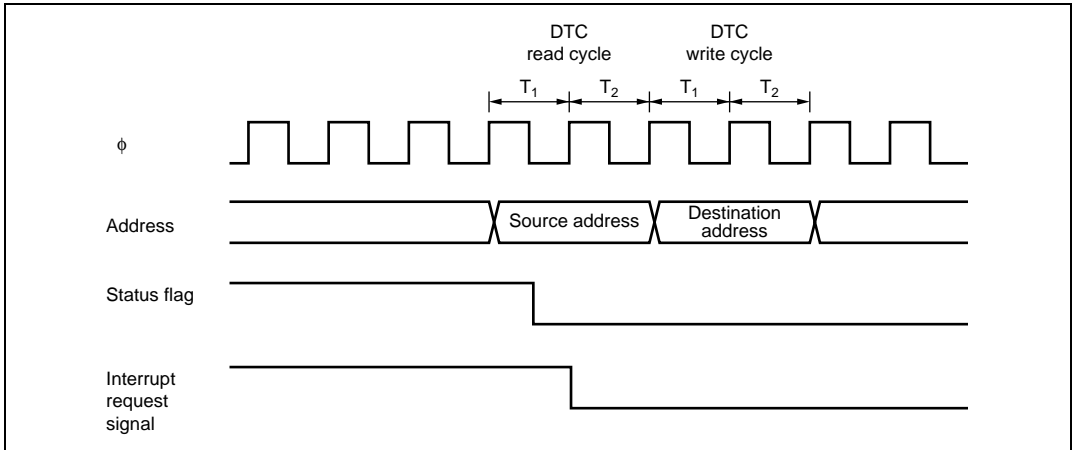 DTC
read cycle
DTC
write cycle
T₁
T₂
T₁
T₂
ϕ
Address
Source address
Destination
address
Status flag
Interrupt
request
signal